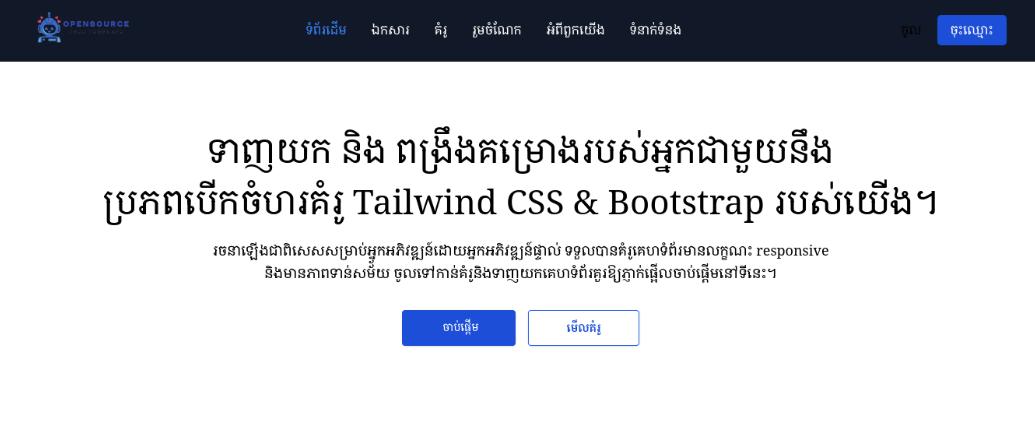 OPENSOURCE
ទំព័រដើម
ឯកសារ
គំរូ
រួមចំណែក
អំពីពួកយើង
ទំនាក់ទំនង
ចូល
ចុះឈ្មោះ
ទាញយក និង ពង្រឹងគម្រោងរបស់អ្នកជាមួយនឹង
ប្រភពបើកចំហរគំរូ Tailwind CSS & Bootstrap របស់យើង។
រចនាឡើងជាពិសេសសម្រាប់អ្នកអភិវឌ្ឍន៍ដោយអ្នកអភិវឌ្ឍន៍ផ្ទាល់ ទទួលបានគំរូគេហទំព័រមានលក្ខណះ responsive
និងមានភាពទាន់សម័យ ចូលទៅកាន់គំរូនិងទាញយកគេហទំព័រគួរឱ្យភ្ញាក់ផ្អើលចាប់ផ្តើមនៅទីនេះ។
ចាប់ផ្តើម
មើលគំរូ